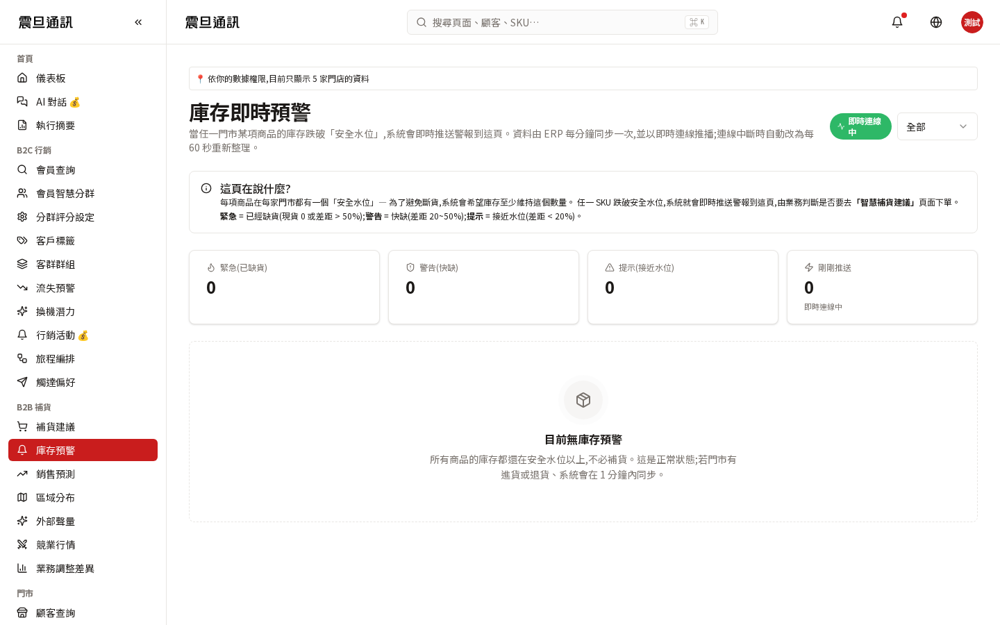 震旦通訊
震旦通訊
搜尋頁面、顧客、SKU…
⌘ K
測試
首頁
儀表板
AI 對話 💰
執行摘要
B2C 行銷
會員查詢
會員智慧分群
分群評分設定
客戶標籤
客群群組
流失預警
換機潛力
行銷活動 💰
旅程編排
觸達偏好
B2B 補貨
補貨建議
庫存預警
銷售預測
區域分布
外部聲量
競業行情
業務調整差異
門市
顧客查詢
📍 依你的數據權限,目前只顯示 5 家門店的資料
庫存即時預警
當任一門市某項商品的庫存跌破「安全水位」,系統會即時推送警報到這頁。資料由 ERP 每分鐘同步一次,並以即時連線推播;連線中斷時自動改為每
60 秒重新整理。
即時連線
中
全部
這頁在說什麼?
每項商品在每家門市都有一個「安全水位」— 為了避免斷貨,系統會希望庫存至少維持這個數量。 任一 SKU 跌破安全水位,系統就會即時推送警報到這頁,由業務判斷是否要去「智慧補貨建議」頁面下單。
緊急 = 已經缺貨(現貨 0 或差距 > 50%);警告 = 快缺(差距 20~50%);提示 = 接近水位(差距 < 20%)。
緊急(已缺貨)
0
警告(快缺)
0
提示(接近水位)
0
剛剛推送
0
即時連線中
目前無庫存預警
所有商品的庫存都還在安全水位以上,不必補貨。這是正常狀態;若門市有
進貨或退貨、系統會在 1 分鐘內同步。